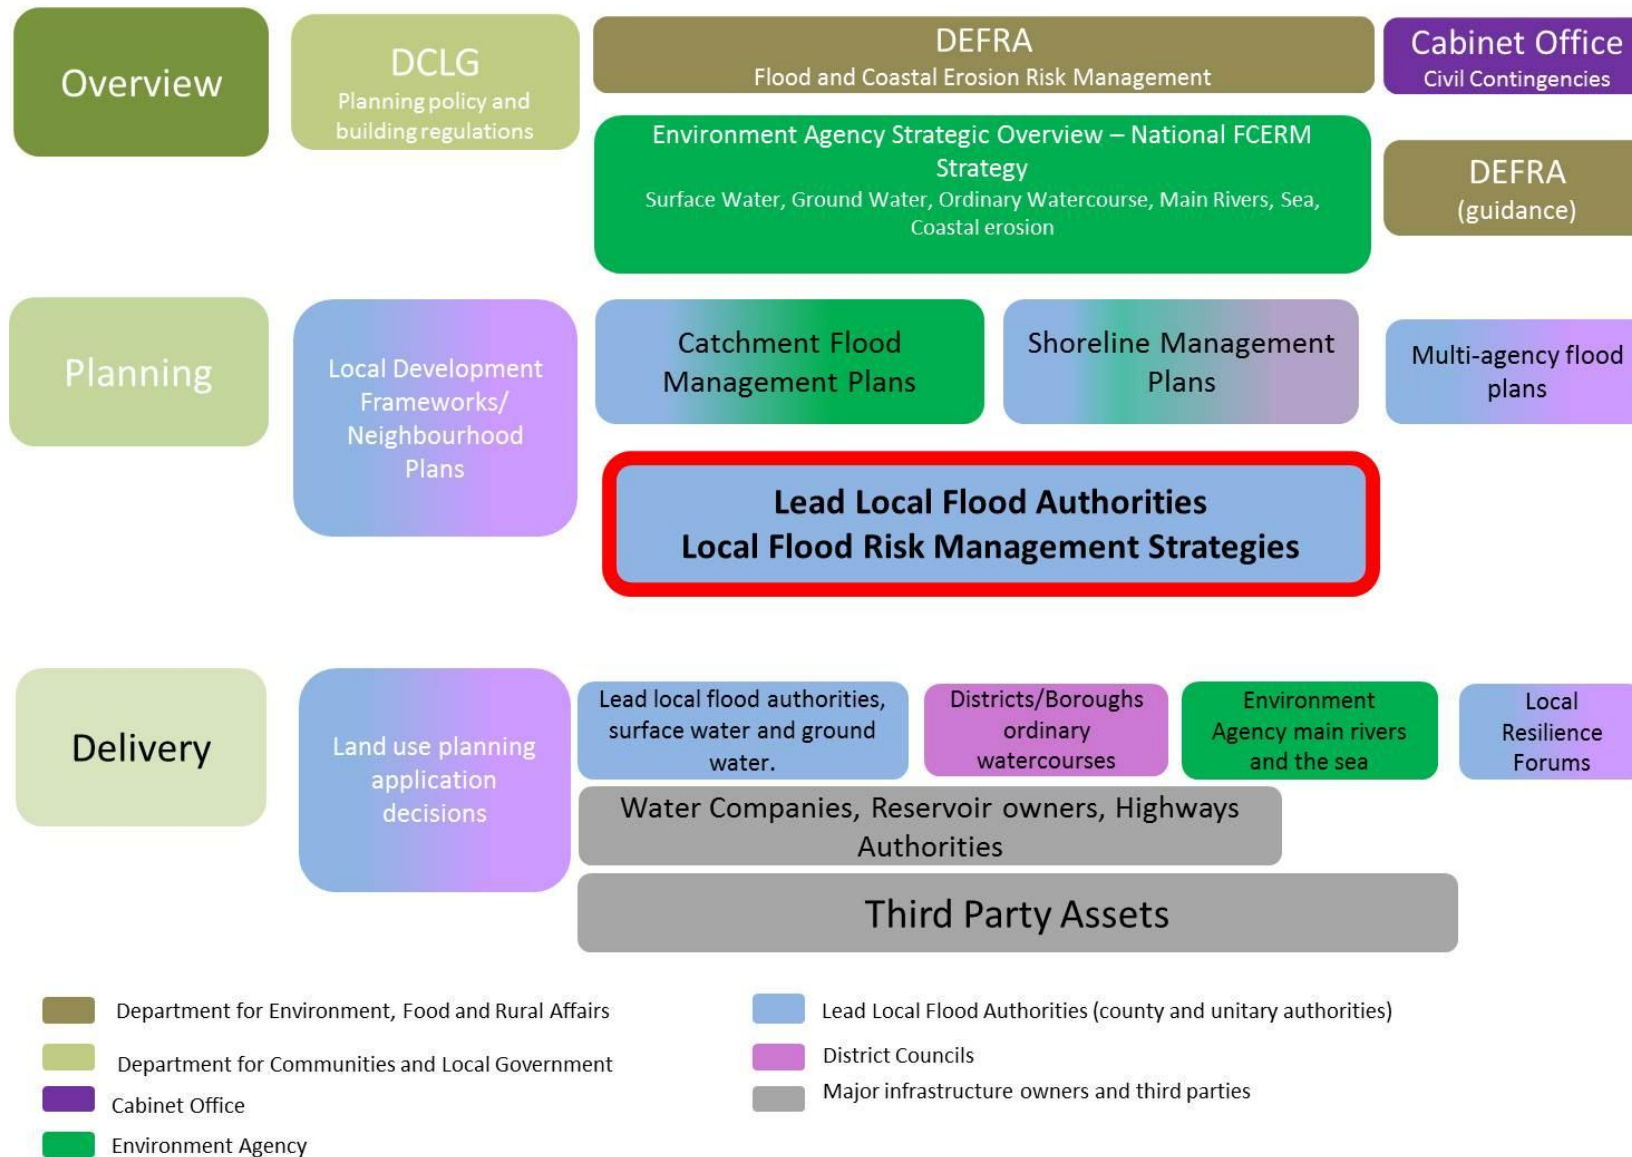 Overview
DCLG
Planning policy and
building regulations
DEFRA
Flood and Coastal Erosion Risk Management
Cabinet Office
Civil Contingencies
Environment Agency Strategic Overview – National FCERM
Strategy
Surface Water, Ground Water, Ordinary Watercourse, Main Rivers, Sea,
Coastal erosion
DEFRA
(guidance)
Planning
Local Development
Frameworks/
Neighbourhood
Plans
Catchment Flood
Management Plans
Shoreline Management
Plans
Multi-agency flood
plans
Lead Local Flood Authorities
Local Flood Risk Management Strategies
Delivery
Land use planning
application
decisions
Lead local flood authorities,
surface water and ground
water.
Districts/Boroughs
ordinary
watercourses
Environment
Agency main rivers
and the sea
Local
Resilience
Forums
Water Companies, Reservoir owners, Highways
Authorities
Third Party Assets
Department for Environment, Food and Rural Affairs
Department for Communities and Local Government
Cabinet Office
Environment Agency
Lead Local Flood Authorities (county and unitary authorities)
District Councils
Major infrastructure owners and third parties